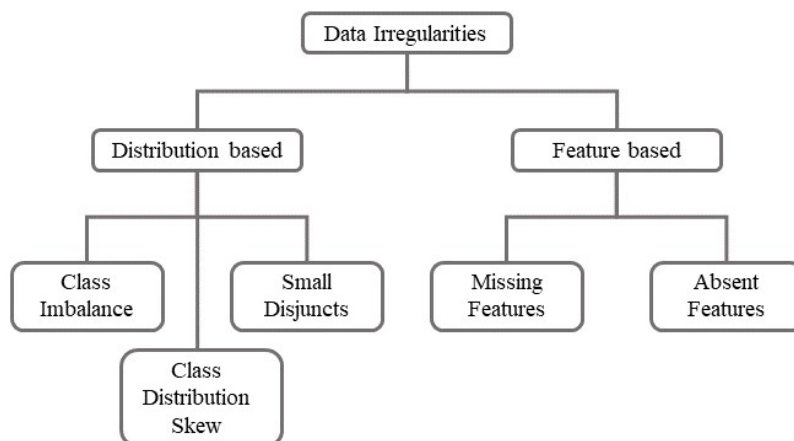 Data Irregularities
Distribution based
Feature based
Class
Imbalance
Small
Disjuncts
Missing
Features
Absent
Features
Class
Distribution
Skew